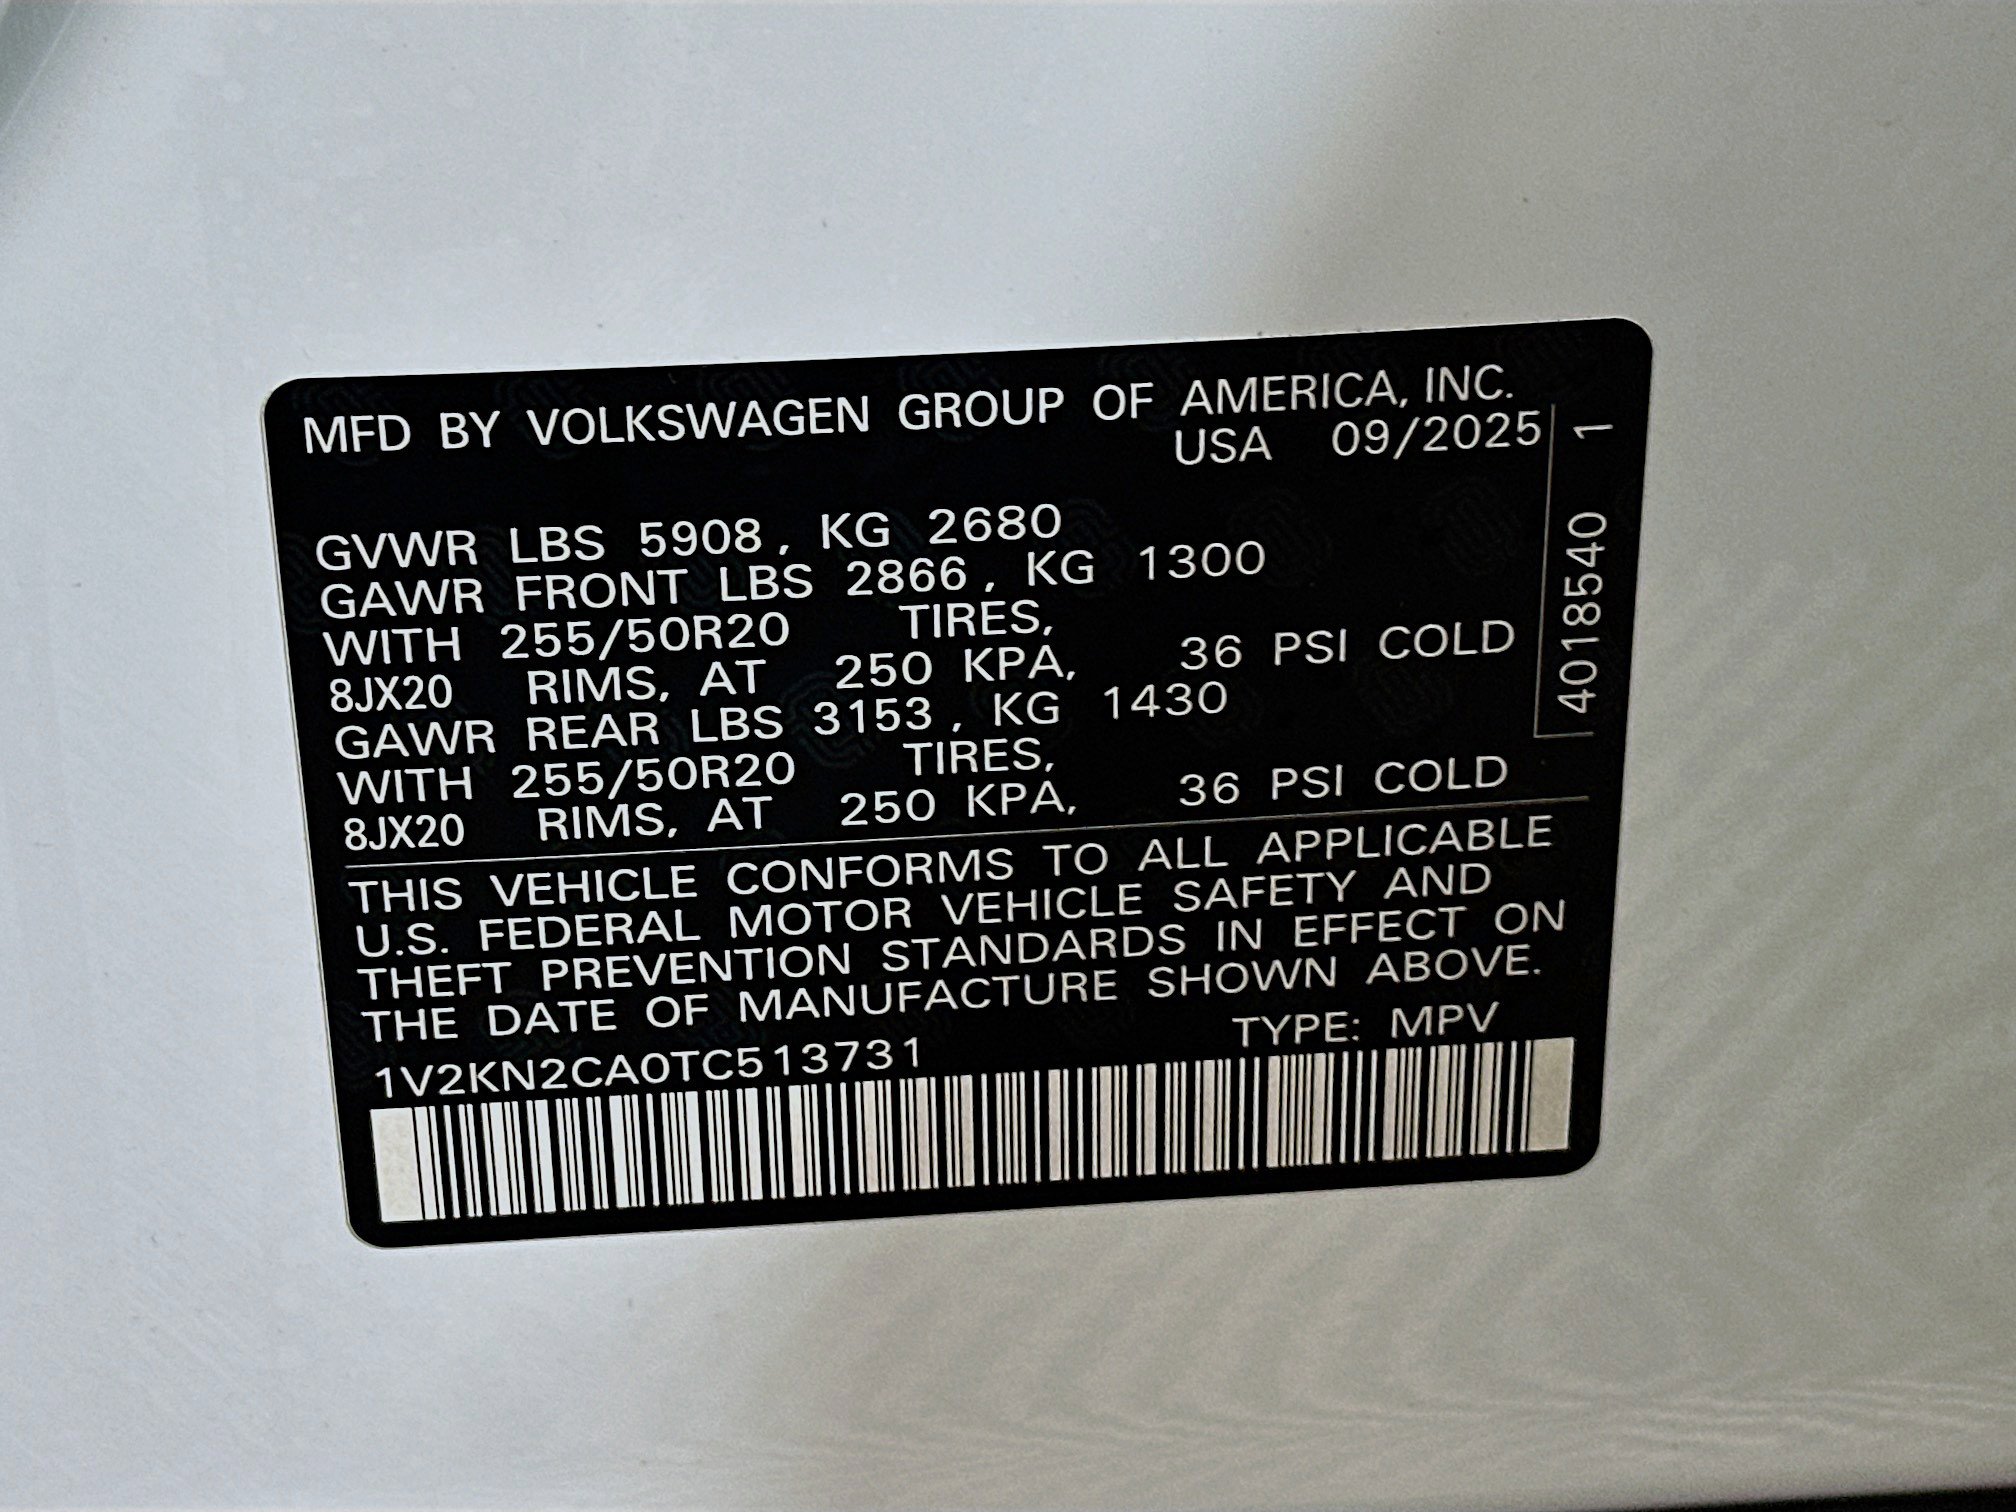 MFD BY VOLKSWAGEN GROUP OF AMERICA, INC.
USA 09/2025
GVWR LBS 5908, KG 2680
GAWR FRONT LBS 2866, KG 1300
WITH 255/50R20 TIRES,
8JX20 RIMS, AT 250 KPA, 36 PSI COLD
GAWR REAR LBS 3153, KG 1430
WITH 255/50R20 TIRES,
8JX20 RIMS, AT 250 KPA, 36 PSI COLD
THIS VEHICLE CONFORMS TO ALL APPLICABLE
U.S. FEDERAL MOTOR VEHICLE SAFETY AND
THEFT PREVENTION STANDARDS IN EFFECT ON
THE DATE OF MANUFACTURE SHOWN ABOVE.
1V2KN2CA0TC513731 TYPE: MPV
4018540 1